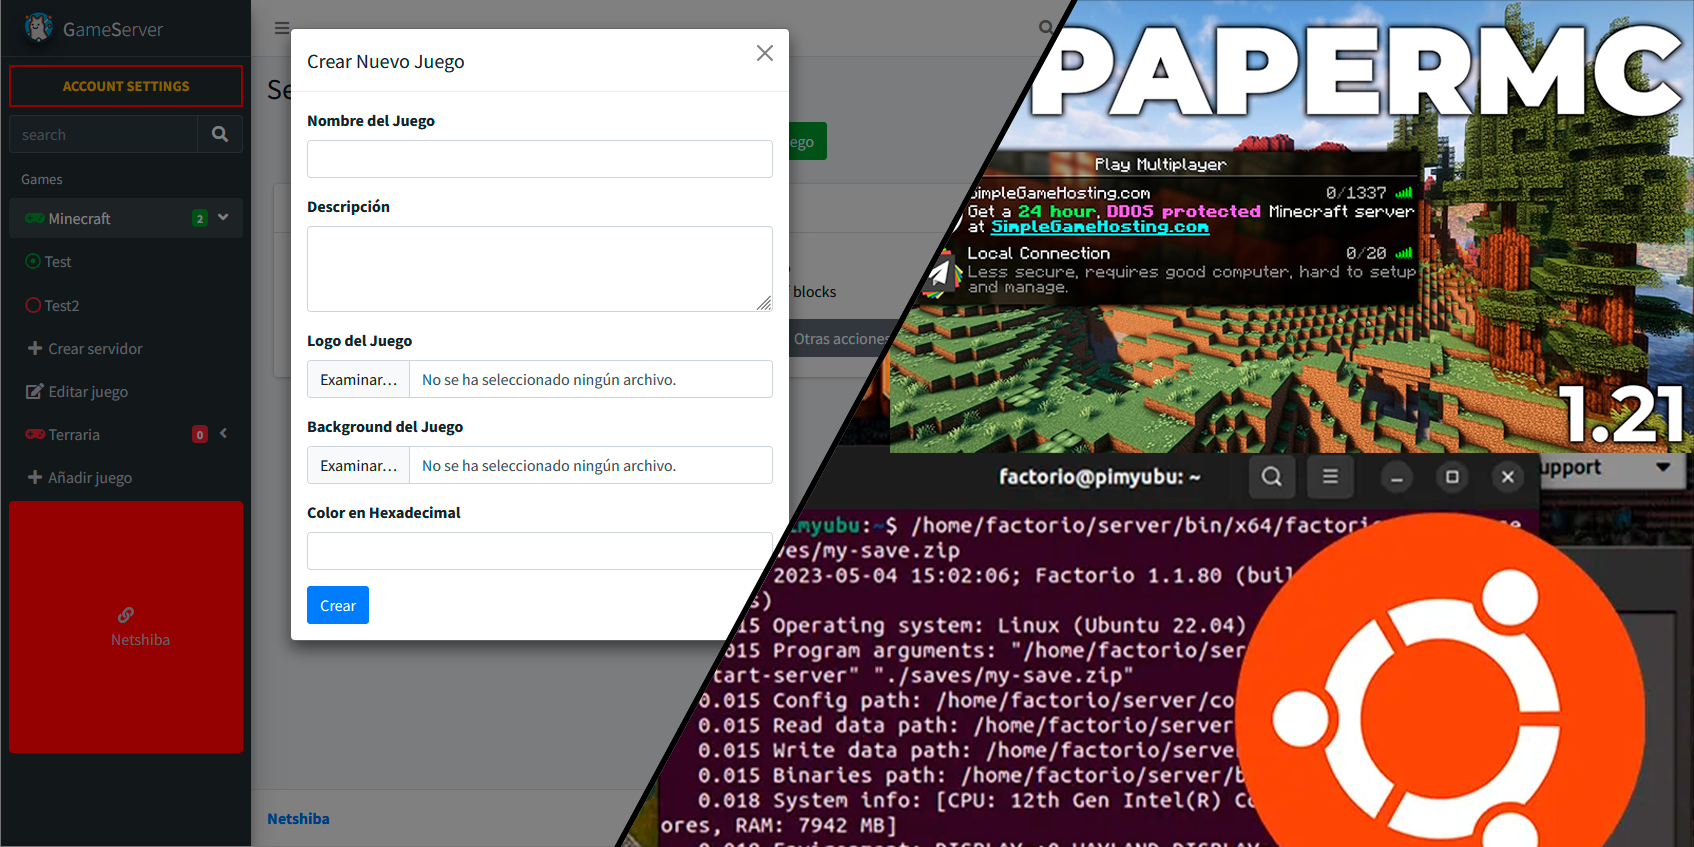 GameServer
ACCOUNT SETTINGS
search
Games
Minecraft
2
Test
Test2
Crear servidor
Editar juego
Terraria
0
Añadir juego
Netshiba
Crear Nuevo Juego
Nombre del Juego
Descripción
Logo del Juego
Examinar...
No se ha seleccionado ningún archivo.
Background del Juego
Examinar...
No se ha seleccionado ningún archivo.
Color en Hexadecimal
Crear
blocks
Otras acciones
Netshiba
PAPERMC
Play Multiplayer
SimpleGameHosting.com 0/1337
Get a 24 hour, DDOS protected Minecraft server
at SimpleGameHosting.com
Local Connection 0/20
Less secure, requires good computer, hard to setup
and manage.
1.21
factorio@pimyubu: ~
myubu:~$ /home/factorio/server/bin/x64/factorio
ves/my-save.zip
2023-05-04 15:02:06; Factorio 1.1.80 (buil
s)
15 Operating system: Linux (Ubuntu 22.04)
015 Program arguments: "/home/factorio/ser
tart-server" "./saves/my-save.zip"
0.015 Config path: /home/factorio/server/co
0.015 Read data path: /home/factorio/server
0.015 Write data path: /home/factorio/serve
0.015 Binaries path: /home/factorio/server/b
0.018 System info: [CPU: 12th Gen Intel(R) Co
ores, RAM: 7942 MB]